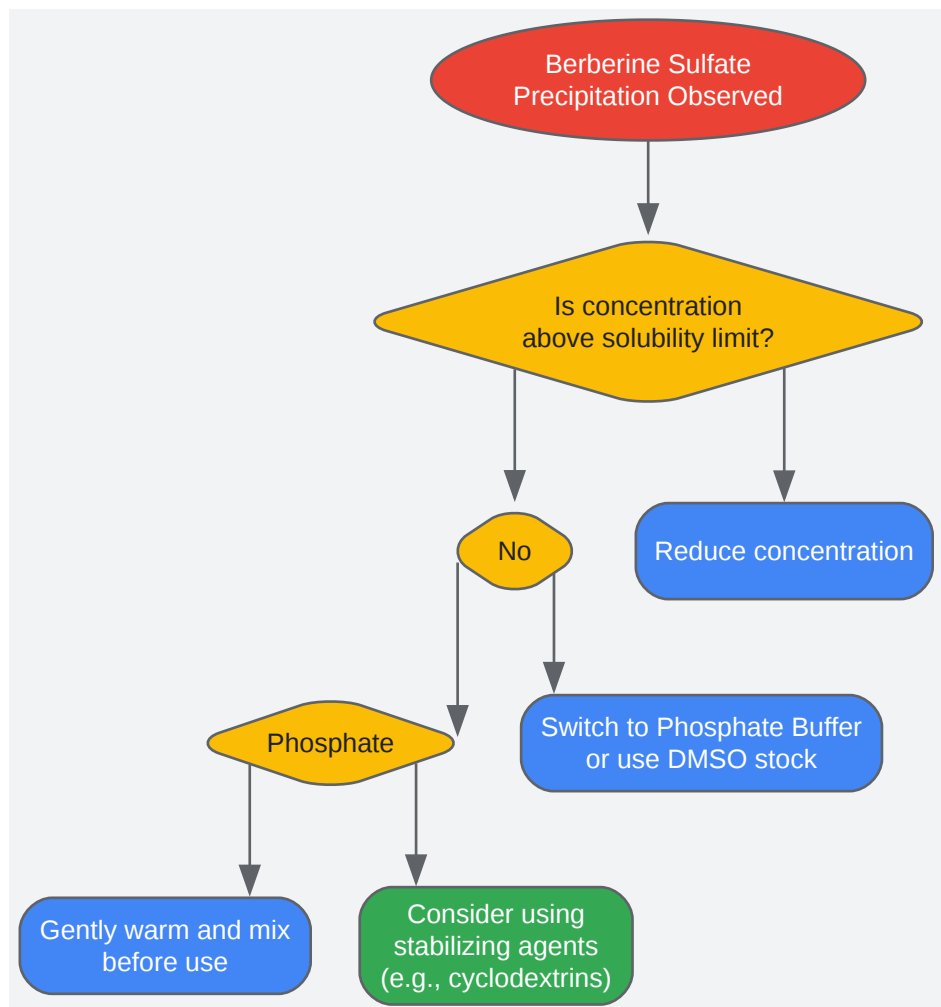 Berberine Sulfate
Precipitation Observed
Is concentration
above solubility limit?
No
Reduce concentration
Phosphate
Switch to Phosphate Buffer
or use DMSO stock
Gently warm and mix
before use
Consider using
stabilizing agents
(e.g., cyclodextrins)